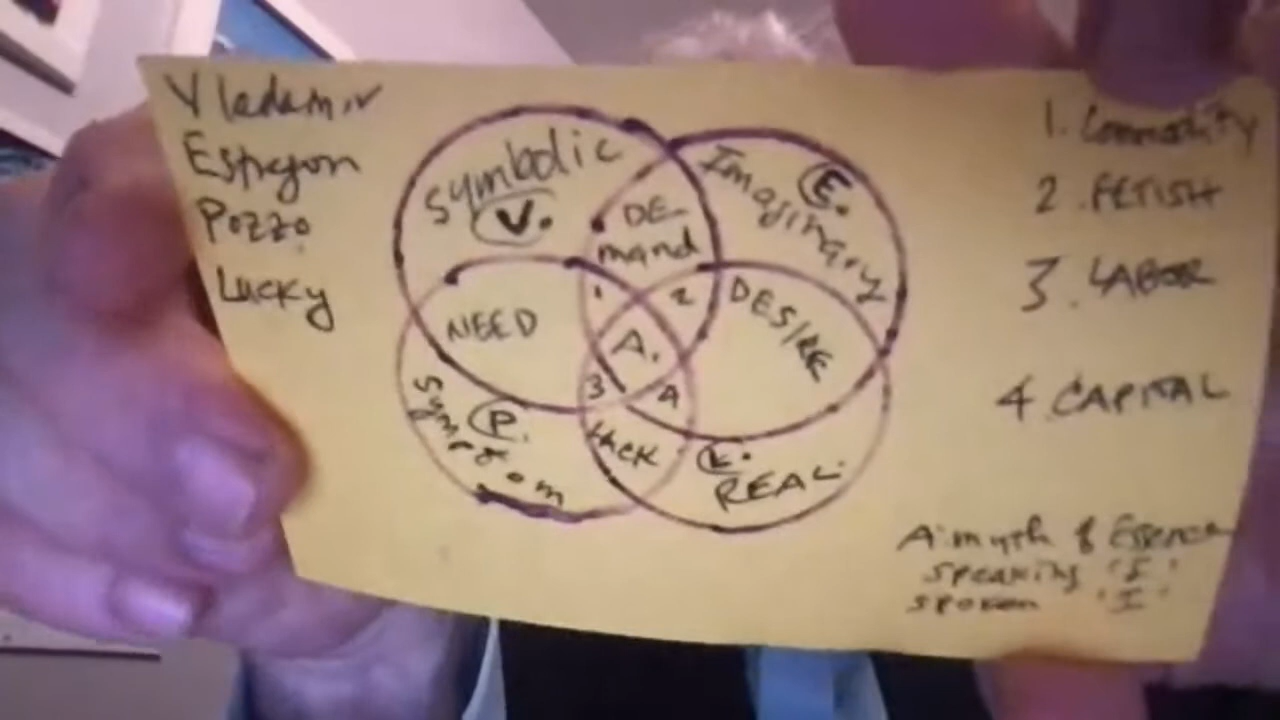 Vladamir
Estragon
Pozzo
Lucky
Symbolic
V.
DE
mand
Imaginary
E.
NEED
1
2
DESIRE
A.
3
4
Symptom
P.
LACK
L.
REAL
1. Commodity
2. FETISH
3. LABOR
4 CAPITAL
A: myth of Essence
speaking 'I'
spoken 'I'